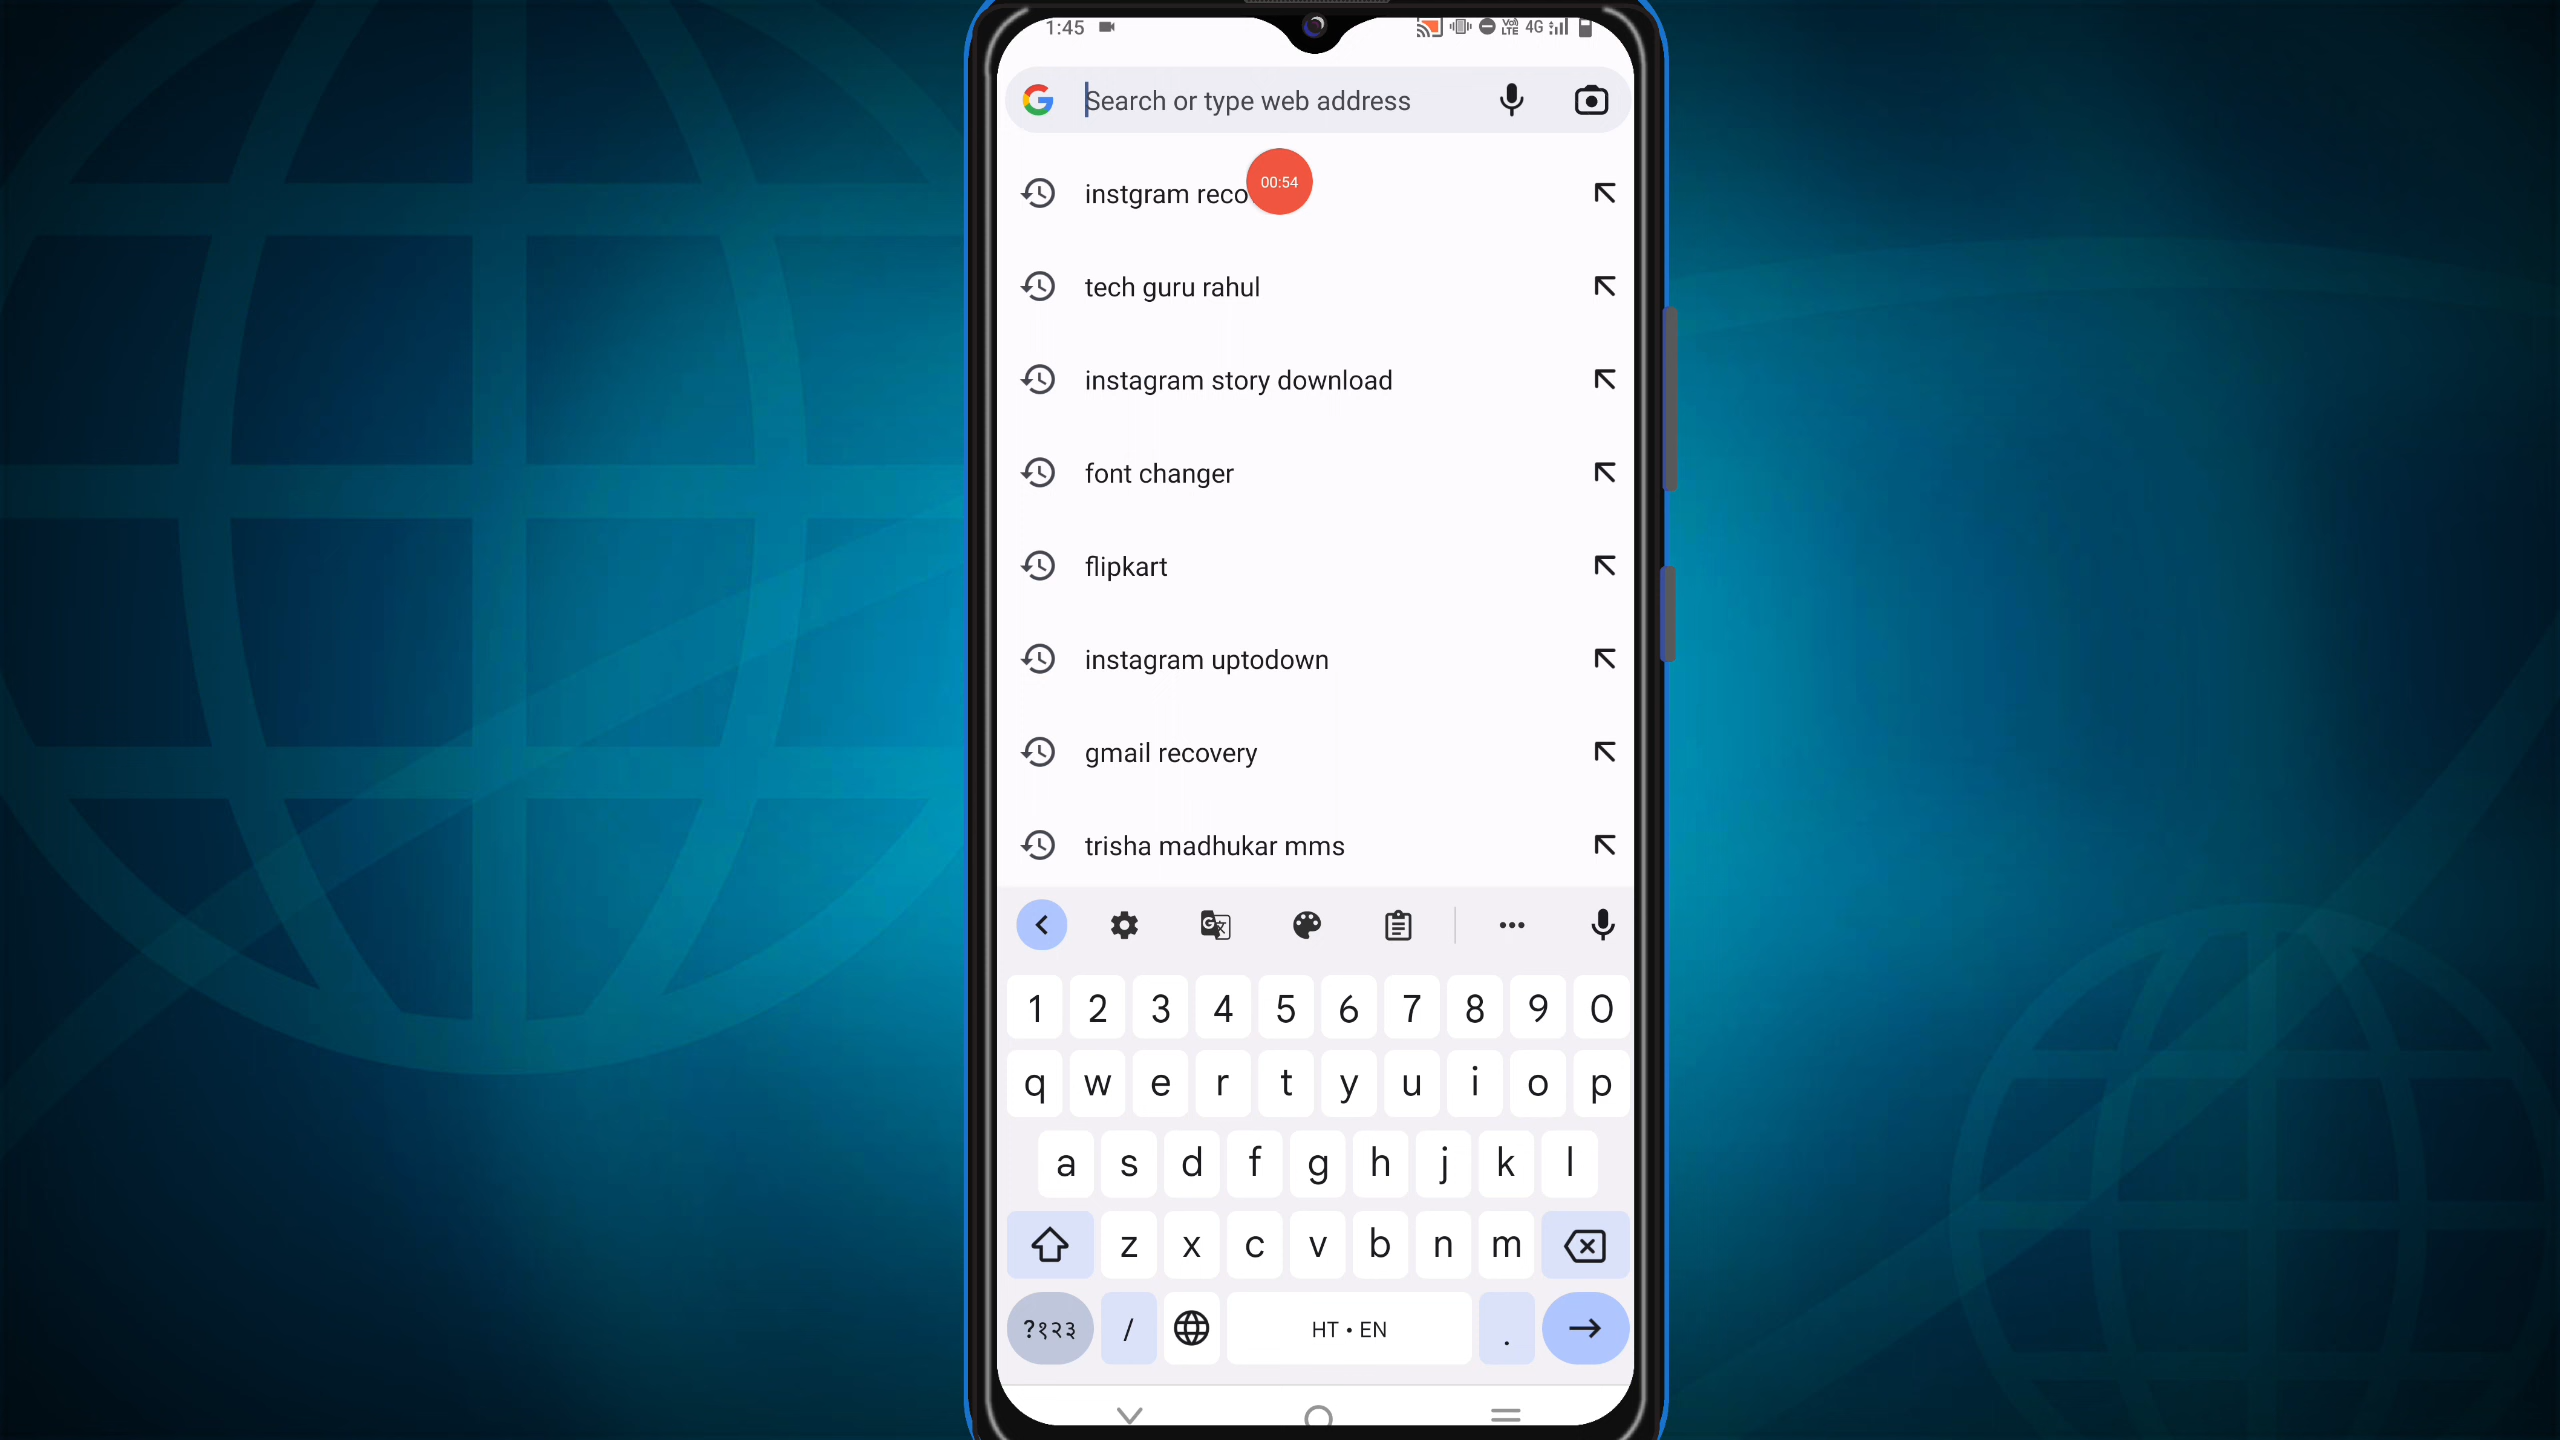 1:45
Vo)
LTE
4G
Search or type web address
instgram reco
00:54
tech guru rahul
instagram story download
font changer
flipkart
instagram uptodown
gmail recovery
trisha madhukar mms
1 2 3 4 5 6 7 8 9 0
q w e r t y u i o p
a s d f g h j k l
z x c v b n m
?१२३ / HT • EN .